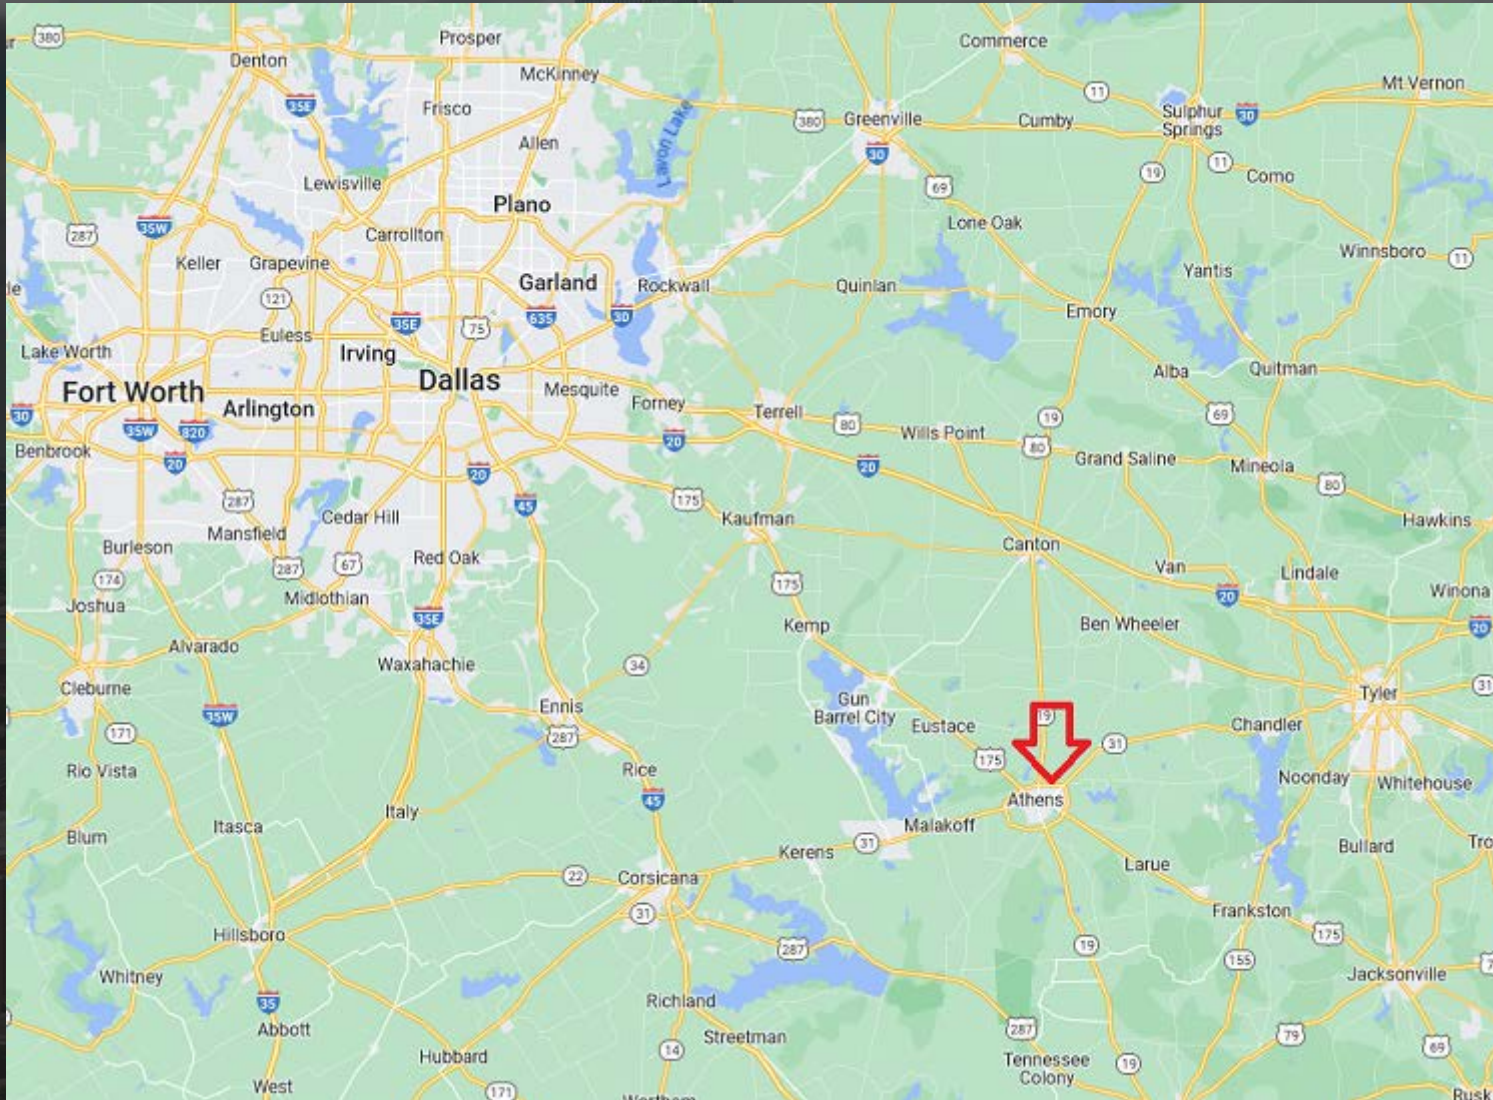 380
Denton
Prosper
McKinney
Commerce
Mt Vernon
35E
Frisco
Allen
Lavon Lake
380
Greenville
30
Cumby
11
Sulphur
Springs
30
Lewisville
Plano
69
19
11
Como
287
35W
Carrollton
Lone Oak
Keller
Grapevine
Garland
Rockwall
Quinlan
Yantis
Winnsboro
11
121
35E
75
635
30
Emory
Euless
Irving
Lake Worth
Fort Worth
Arlington
Dallas
Mesquite
Forney
Terrell
Alba
Quitman
30
35W
820
80
19
69
Benbrook
20
20
Wills Point
80
Grand Saline
Mineola
20
20
80
287
45
175
Mansfield
Cedar Hill
Kaufman
Hawkins
Burleson
287
67
Red Oak
Canton
Van
Lindale
174
Joshua
Midlothian
35E
175
20
Winona
Alvarado
Waxahachie
34
Kemp
Ben Wheeler
20
Cleburne
35W
Ennis
Gun
Barrel City
Eustace
19
Chandler
Tyler
31
171
287
175
31
Rio Vista
Rice
45
Athens
Noonday
Whitehouse
Blum
Itasca
Italy
Kerens
31
Malakoff
Larue
Bullard
Tro
22
Corsicana
31
Hillsboro
287
19
Frankston
175
155
Whitney
35
Abbott
Richland
Streetman
Jacksonville
287
79
69
Hubbard
14
Tennessee
Colony
19
West
171
Rusk